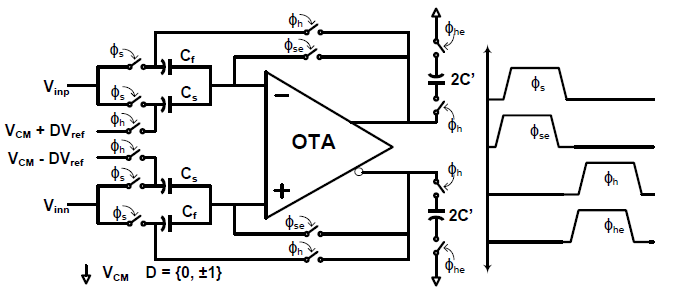 ϕh
ϕhe
ϕs
Cf
ϕse
2C'
Vinp
ϕs
Cs
ϕs
ϕh
VCM + DVref
ϕh
−
OTA
ϕse
VCM - DVref
ϕh
ϕs
Cs
ϕh
ϕh
+
Vinn
ϕs
Cf
ϕse
2C'
ϕhe
ϕh
ϕhe
VCM D = {0, ±1}